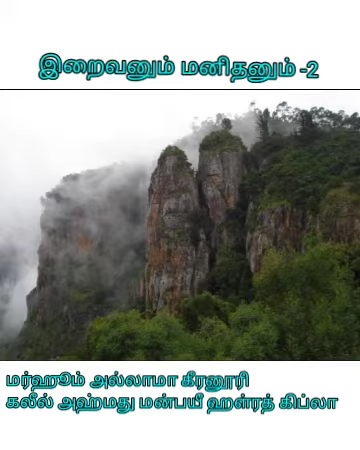 இறைவனும் மனிதனும் -2
மர்ஹூம் அல்லாமா கீரனூரி
கலீல் அஹ்மது மன்பயீ ஹள்ரத் கிப்லா